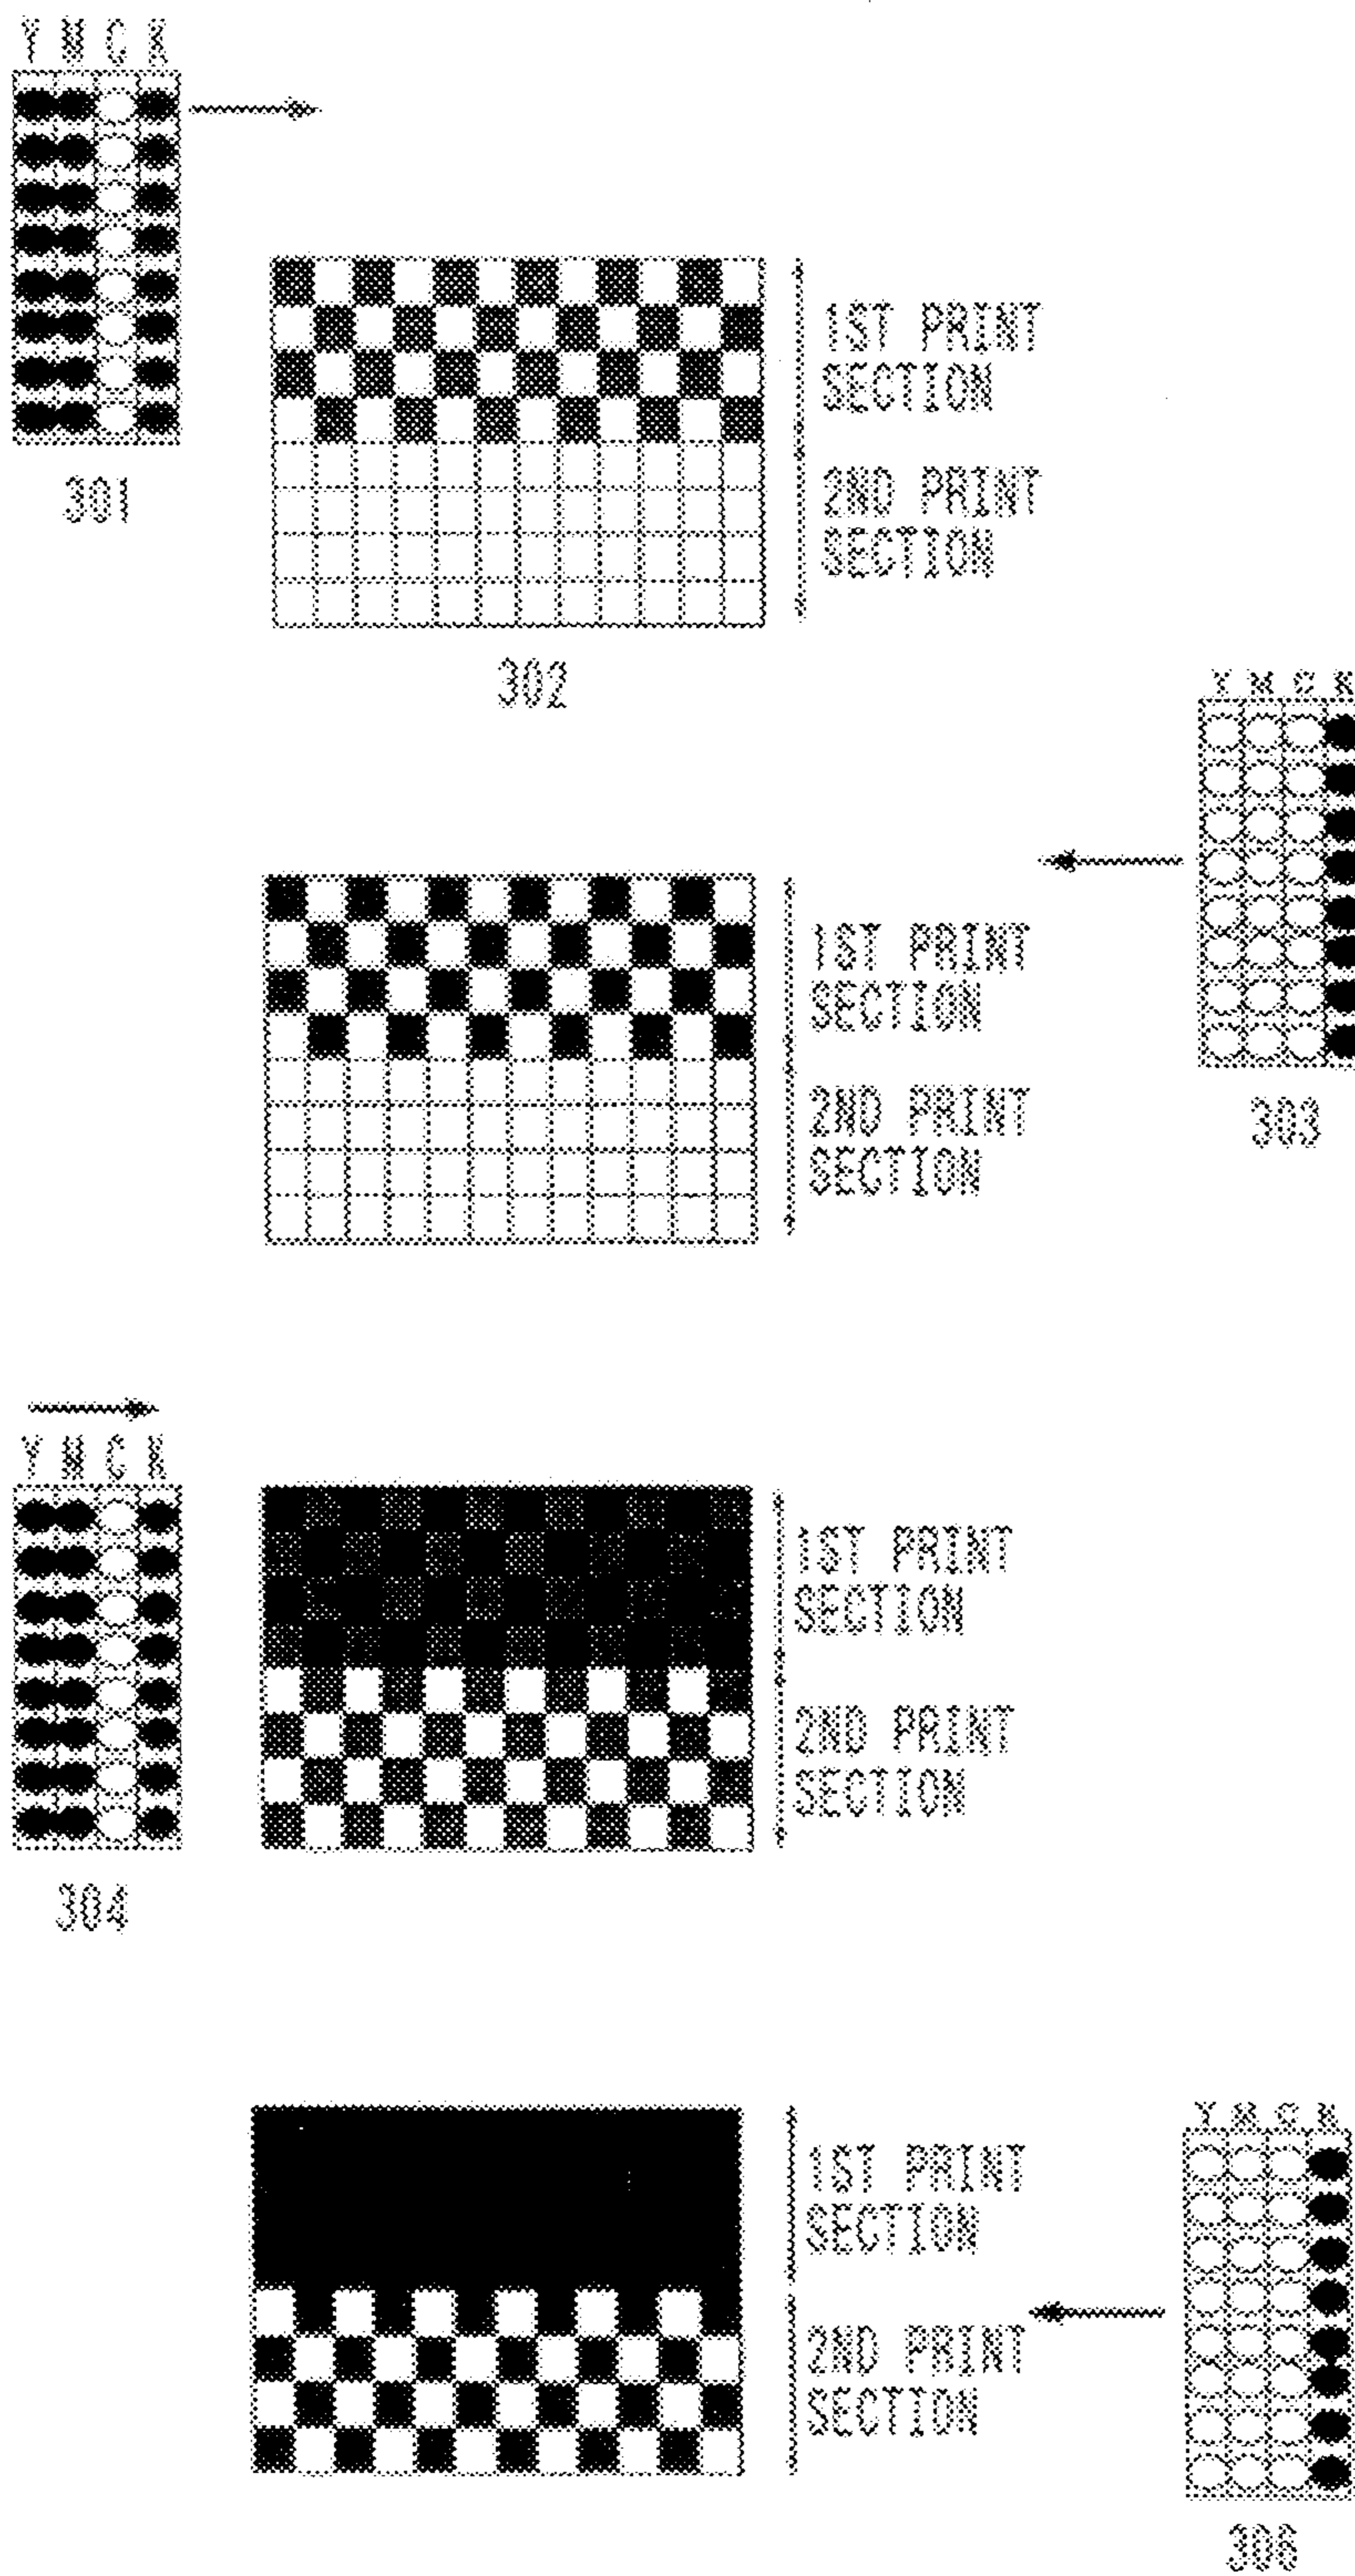 Y M C K
1ST PRINT
SECTION
2ND PRINT
SECTION
301
302
Y M C K
1ST PRINT
SECTION
2ND PRINT
SECTION
303
Y M C K
1ST PRINT
SECTION
2ND PRINT
SECTION
304
Y M C K
1ST PRINT
SECTION
2ND PRINT
SECTION
306